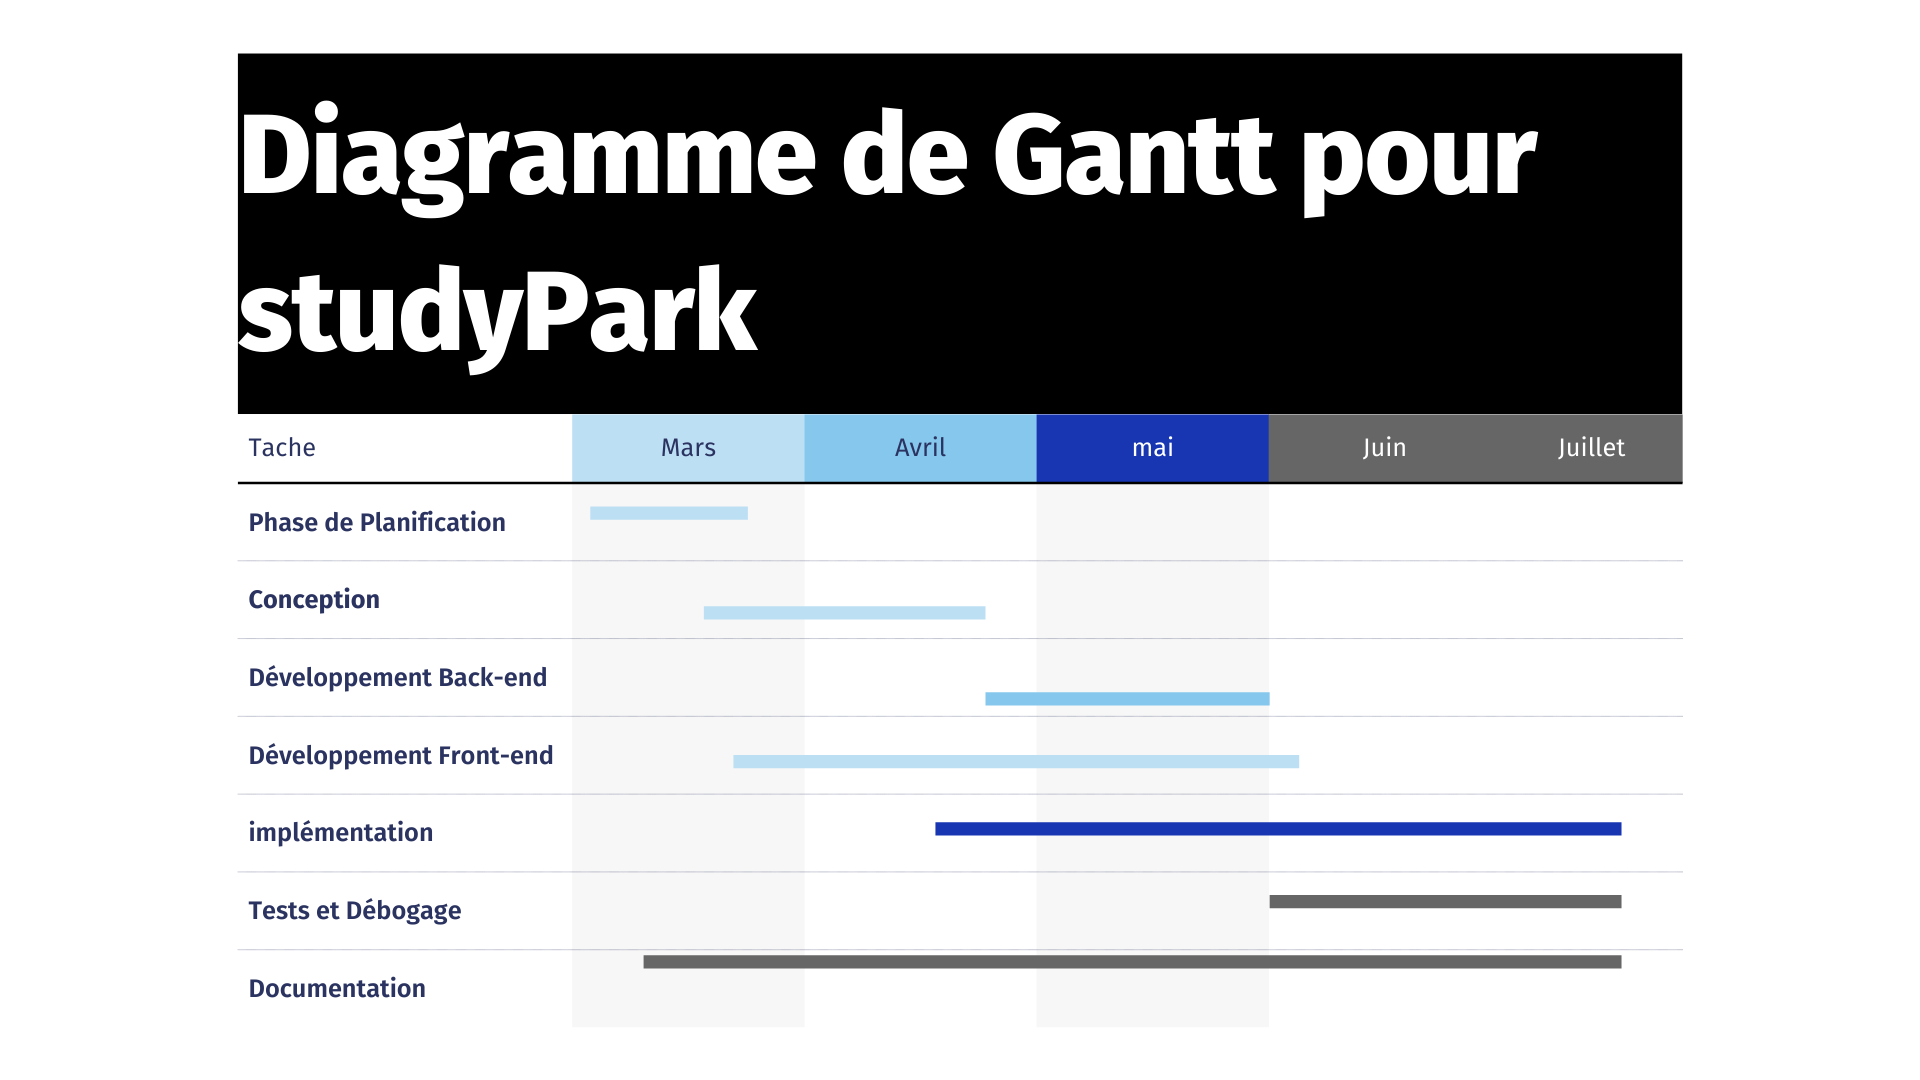 Diagramme de Gantt pour
studyPark
Tache Mars Avril mai Juin Juillet
Phase de Planification
Conception
Développement Back-end
Développement Front-end
implémentation
Tests et Débogage
Documentation